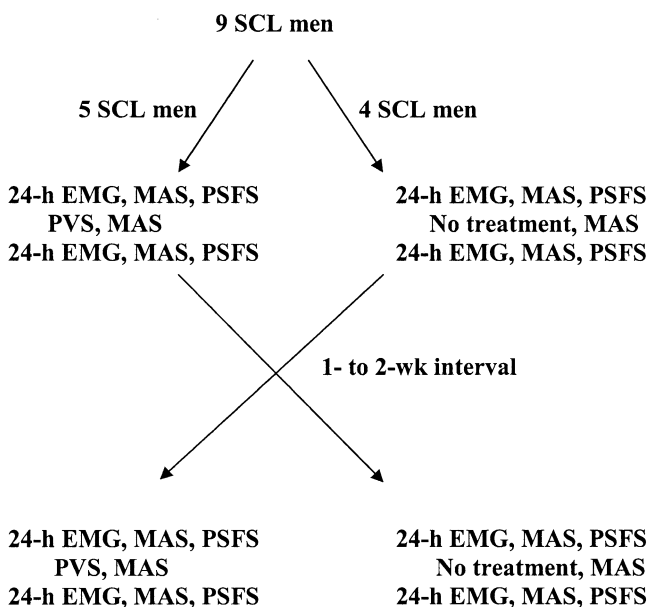 9 SCL men
5 SCL men
4 SCL men
24-h EMG, MAS, PSFS
PVS, MAS
24-h EMG, MAS, PSFS
24-h EMG, MAS, PSFS
No treatment, MAS
24-h EMG, MAS, PSFS
1- to 2-wk interval
24-h EMG, MAS, PSFS
PVS, MAS
24-h EMG, MAS, PSFS
24-h EMG, MAS, PSFS
No treatment, MAS
24-h EMG, MAS, PSFS